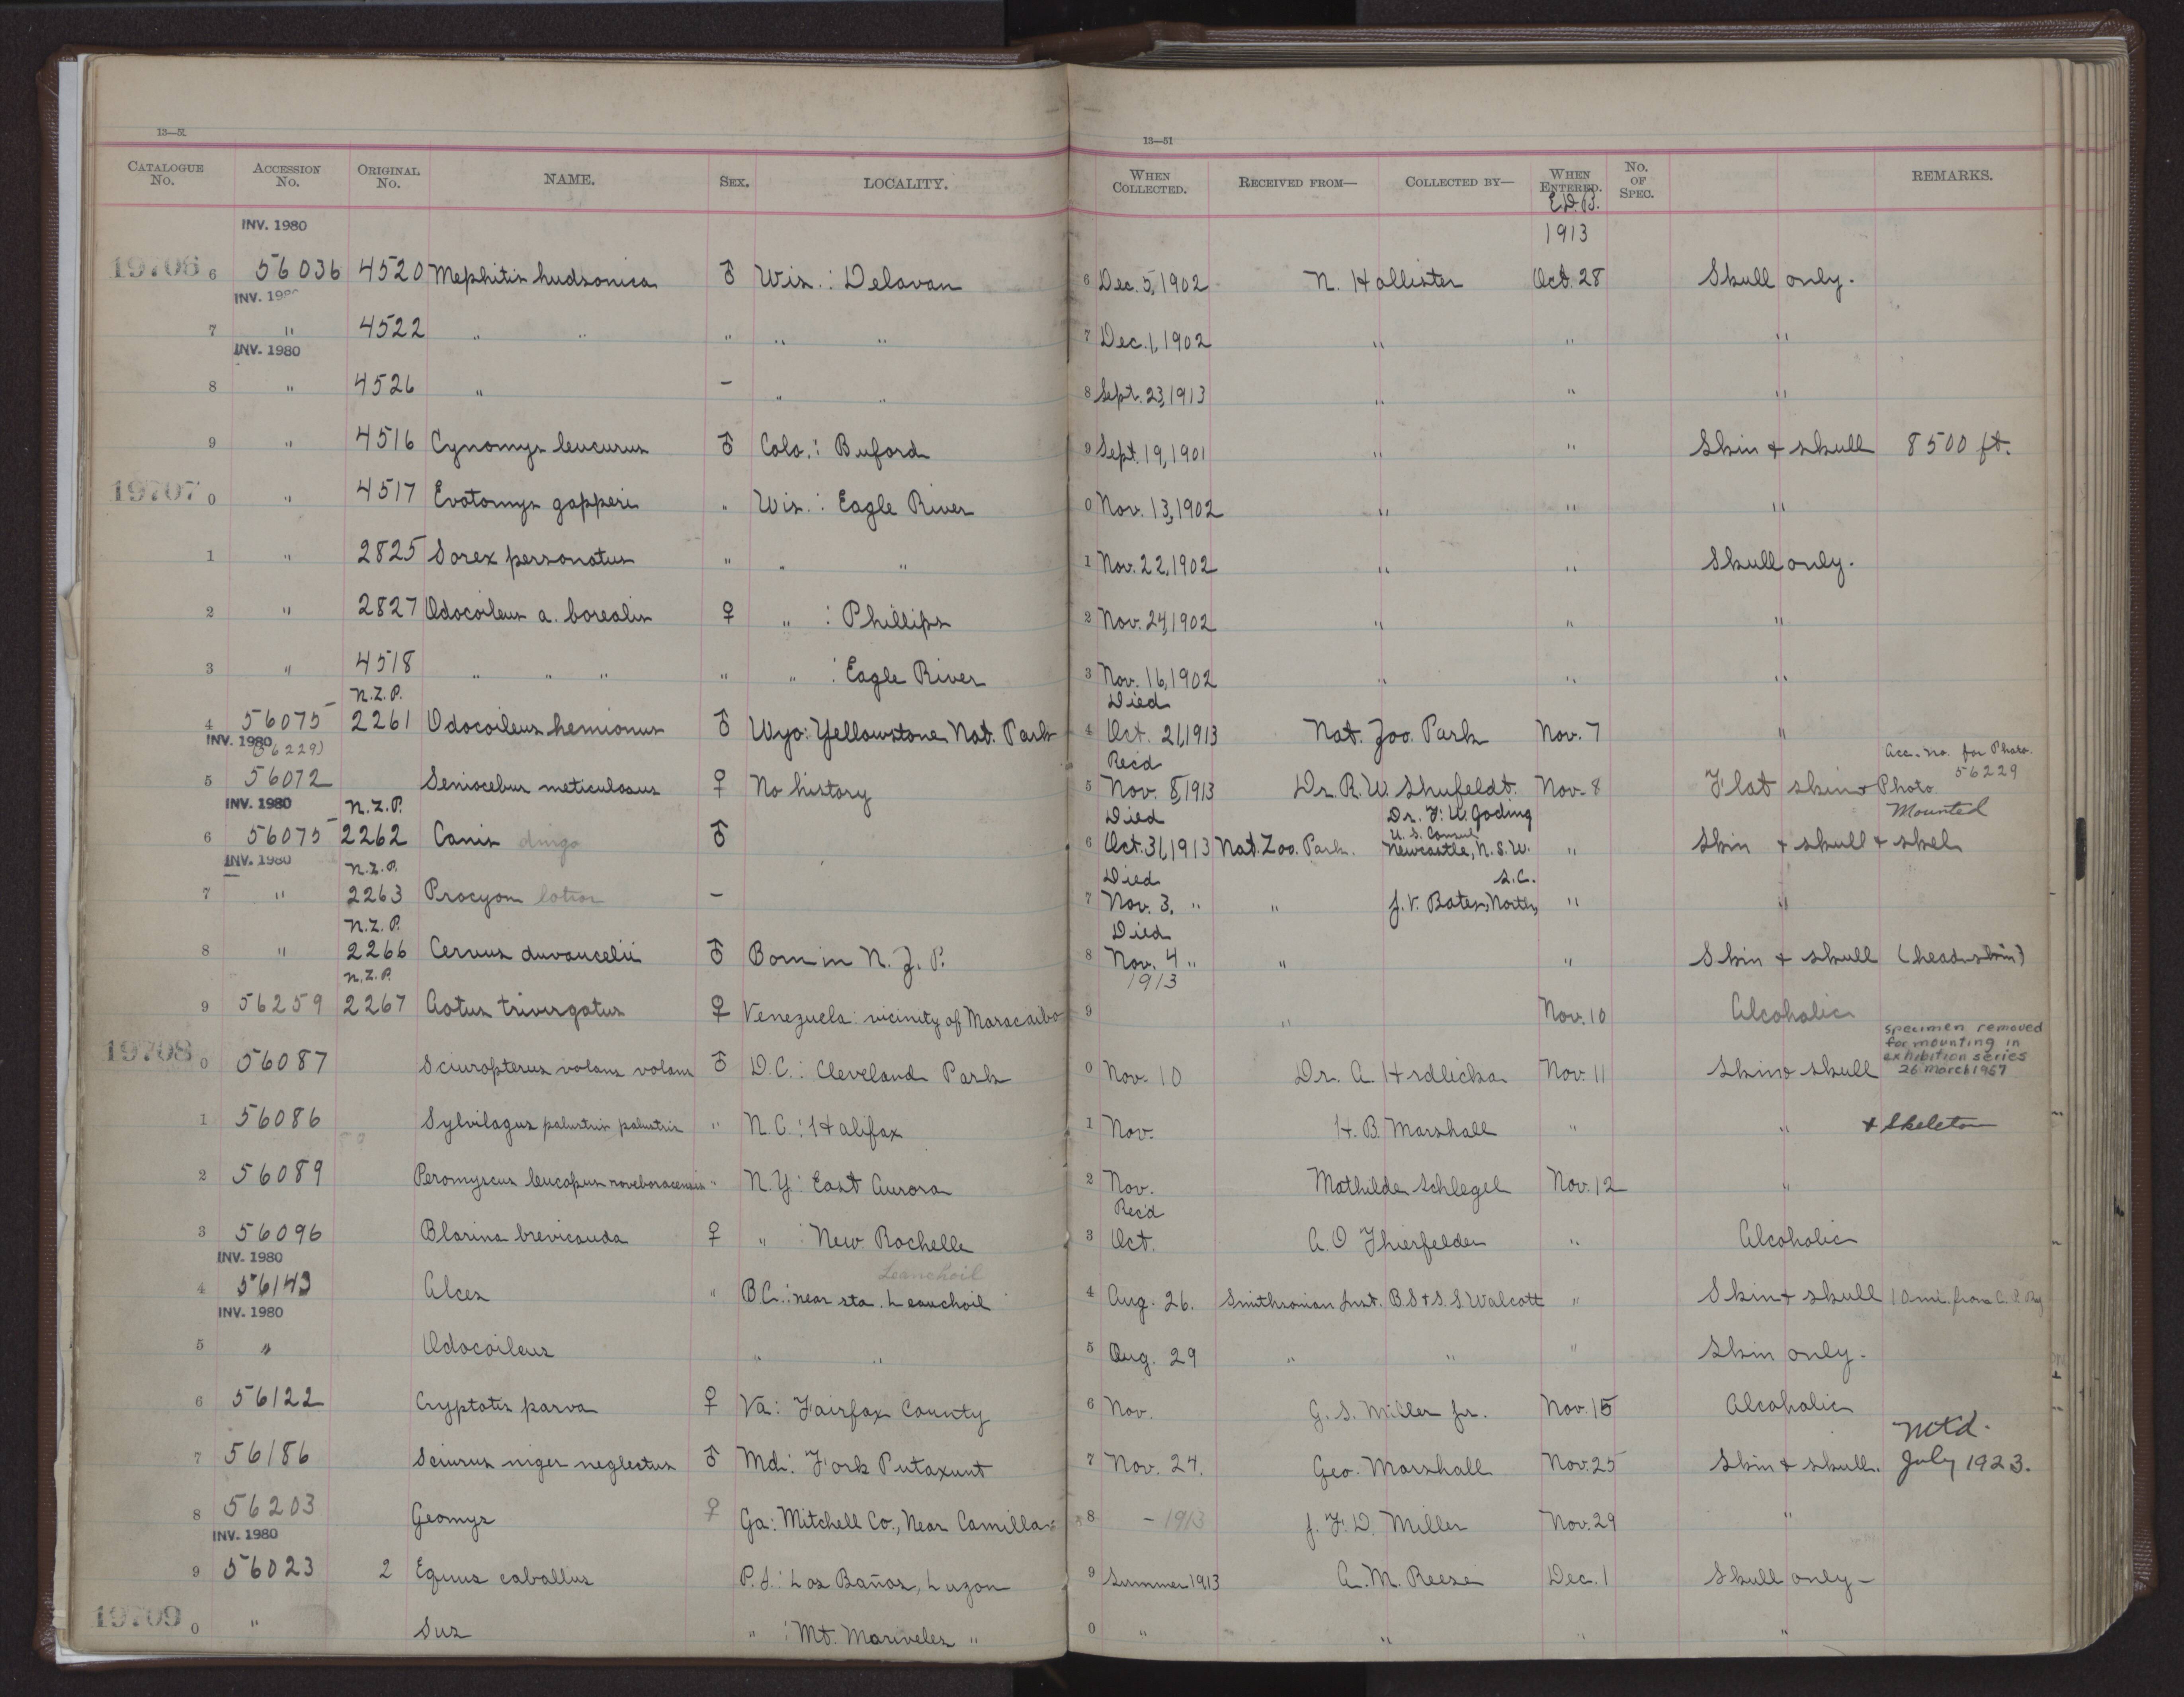 13—51
CATALOGUE No. ACCESSION No. ORIGINAL No. NAME. SEX. LOCALITY.
INV. 1980
19706 6 56036 4520 Mephitis hudsonica ♂ Wis.: Delavan
INV. 1980
7 " 4522 " " " " "
INV. 1980
8 " 4526 " – " "
9 " 4516 Cynomys leucurus ♂ Colo.: Buford
19707 0 " 4517 Evotomys gapperi " Wis.: Eagle River
1 " 2825 Sorex personatus " " "
2 " 2827 Odocoileus a. borealis ♀ " : Phillips
3 " 4518 " " " " " : Eagle River
N.Z.P.
4 56075 2261 Odocoileus hemionus ♂ Wyo: Yellowstone Nat. Park
INV. 1980
(56229)
5 56072 Seniocebus meticulosus ♀ No history
INV. 1980 N.Z.P.
6 56075 2262 Canis dingo ♂
INV. 1980 N.Z.P.
7 " 2263 Procyon lotor –
N.Z.P.
8 " 2266 Cervus duvaucelii ♂ Born in N.Z.P.
N.Z.P.
9 56259 2267 Aotus trivirgatus ♀ Venezuela: vicinity of Maracaibo
19708 0 56087 Sciuropterus volans volans ♂ D.C.: Cleveland Park
1 56086 Sylvilagus palustris palustris " N.C.: Halifax
2 56089 Peromyscus leucopus noveboracensis " N.Y: East Aurora
3 56096 Blarina brevicauda ♀ " : New Rochelle
INV. 1980
Leanchoil
4 56143 Alces " B.C.: near sta. Leauchoil
INV. 1980
5 " Odocoileus " "
6 56122 Cryptotis parva ♀ Va: Fairfax County
7 56186 Sciurus niger neglectus ♂ Md: Fork Putaxunt
8 56203 Geomys ♀ Ga: Mitchell Co., Near Camilla
INV. 1980
9 56023 2 Equus caballus P.I.: Los Bañas, Luzon
19709 0 " Sus " : Mt. Mariveles "
13—51
WHEN COLLECTED. RECEIVED FROM— COLLECTED BY— WHEN ENTERED. NO. OF SPEC. REMARKS.
E.D.B.
1913
6 Dec. 5, 1902 N. Hollister Oct. 28 Skull only.
7 Dec. 1, 1902 " " "
8 Sept. 23, 1913 " " "
9 Sept. 19, 1901 " " Skin + skull 8500 ft.
0 Nov. 13, 1902 " " "
1 Nov. 22, 1902 " " Skull only.
2 Nov. 24, 1902 " " "
3 Nov. 16, 1902 " " "
Died
4 Oct. 21, 1913 Nat. Zoo. Park Nov. 7 "
Rec'd Acc. no. for Photo.
56229
5 Nov. 8, 1913 Dr. R.W. Shufeldt. Nov. 8 Flat skin + Photo
Died Dr. F. W. Goding Mounted
U.S. Consul
6 Oct. 31, 1913 Nat. Zoo. Park. Newcastle, N.S.W. " Skin + skull + skel
Died S.C.
7 Nov. 3, " " J.V. Bates, North, " "
Died
8 Nov. 4 " " " Skin + skull (head-skin)
1913
9 " Nov. 10 Alcoholic
specimen removed
for mounting in
exhibition series
26 March 1957
0 Nov. 10 Dr. A. Hrdlicka Nov. 11 Skin + skull
1 Nov. H.B. Marshall " " + Skeleton
2 Nov. Mathilde Schlegel Nov. 12 "
Rec'd
3 Oct. A.O Thierfelder " Alcoholic
4 Aug. 26. Smithsonian Inst. B.S + S.S Walcott " Skin + skull 10 mi. from C.P. Ry
5 Aug. 29 " " " Skin only.
6 Nov. G.S. Miller Jr. Nov. 15 Alcoholic
mtd.
7 Nov. 24. Geo. Marshall Nov. 25 Skin + skull. July 1923.
8 – 1913 J.F.D. Miller Nov. 29 "
9 Summer 1913 A.M. Reese Dec. 1 Skull only –
0 " " " "